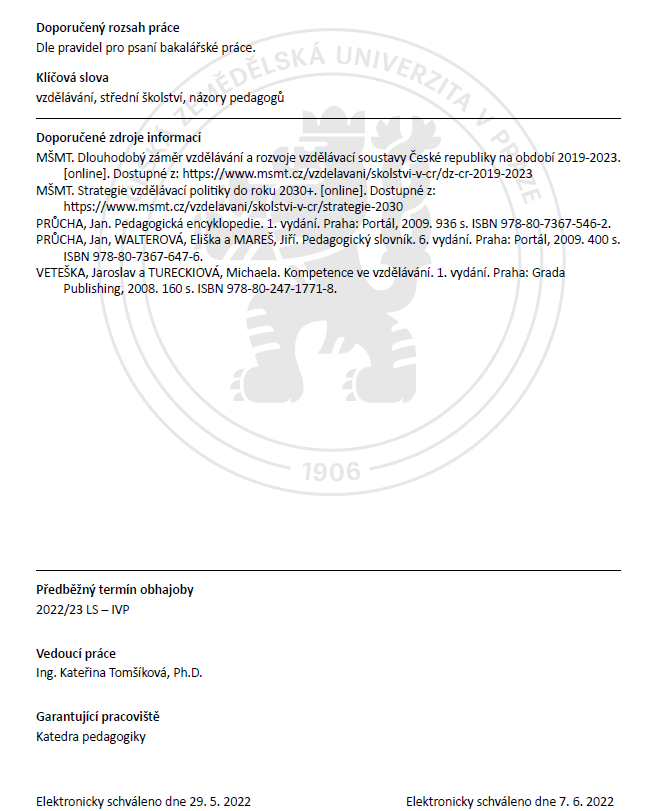 Doporučený rozsah práce
Dle pravidel pro psaní bakalářské práce.
Klíčová slova
vzdělávání, střední školství, názory pedagogů
Doporučené zdroje informací
MŠMT. Dlouhodobý záměr vzdělávání a rozvoje vzdělávací soustavy České republiky na období 2019-2023.
[online]. Dostupné z: https://www.msmt.cz/vzdelavani/skolstvi-v-cr/dz-cr-2019-2023
MŠMT. Strategie vzdělávací politiky do roku 2030+. [online]. Dostupné z:
https://www.msmt.cz/vzdelavani/skolstvi-v-cr/strategie-2030
PRŮCHA, Jan. Pedagogická encyklopedie. 1. vydání. Praha: Portál, 2009. 936 s. ISBN 978-80-7367-546-2.
PRŮCHA, Jan, WALTEROVÁ, Eliška a MAREŠ, Jiří. Pedagogický slovník. 6. vydání. Praha: Portál, 2009. 400 s.
ISBN 978-80-7367-647-6.
VETEŠKA, Jaroslav a TURECKIOVÁ, Michaela. Kompetence ve vzdělávání. 1. vydání. Praha: Grada
Publishing, 2008. 160 s. ISBN 978-80-247-1771-8.
ČESKÁ ZEMĚDĚLSKÁ UNIVERZITA V PRAZE
1906
Předběžný termín obhajoby
2022/23 LS – IVP
Vedoucí práce
Ing. Kateřina Tomšíková, Ph.D.
Garantující pracoviště
Katedra pedagogiky
Elektronicky schváleno dne 29. 5. 2022
Elektronicky schváleno dne 7. 6. 2022